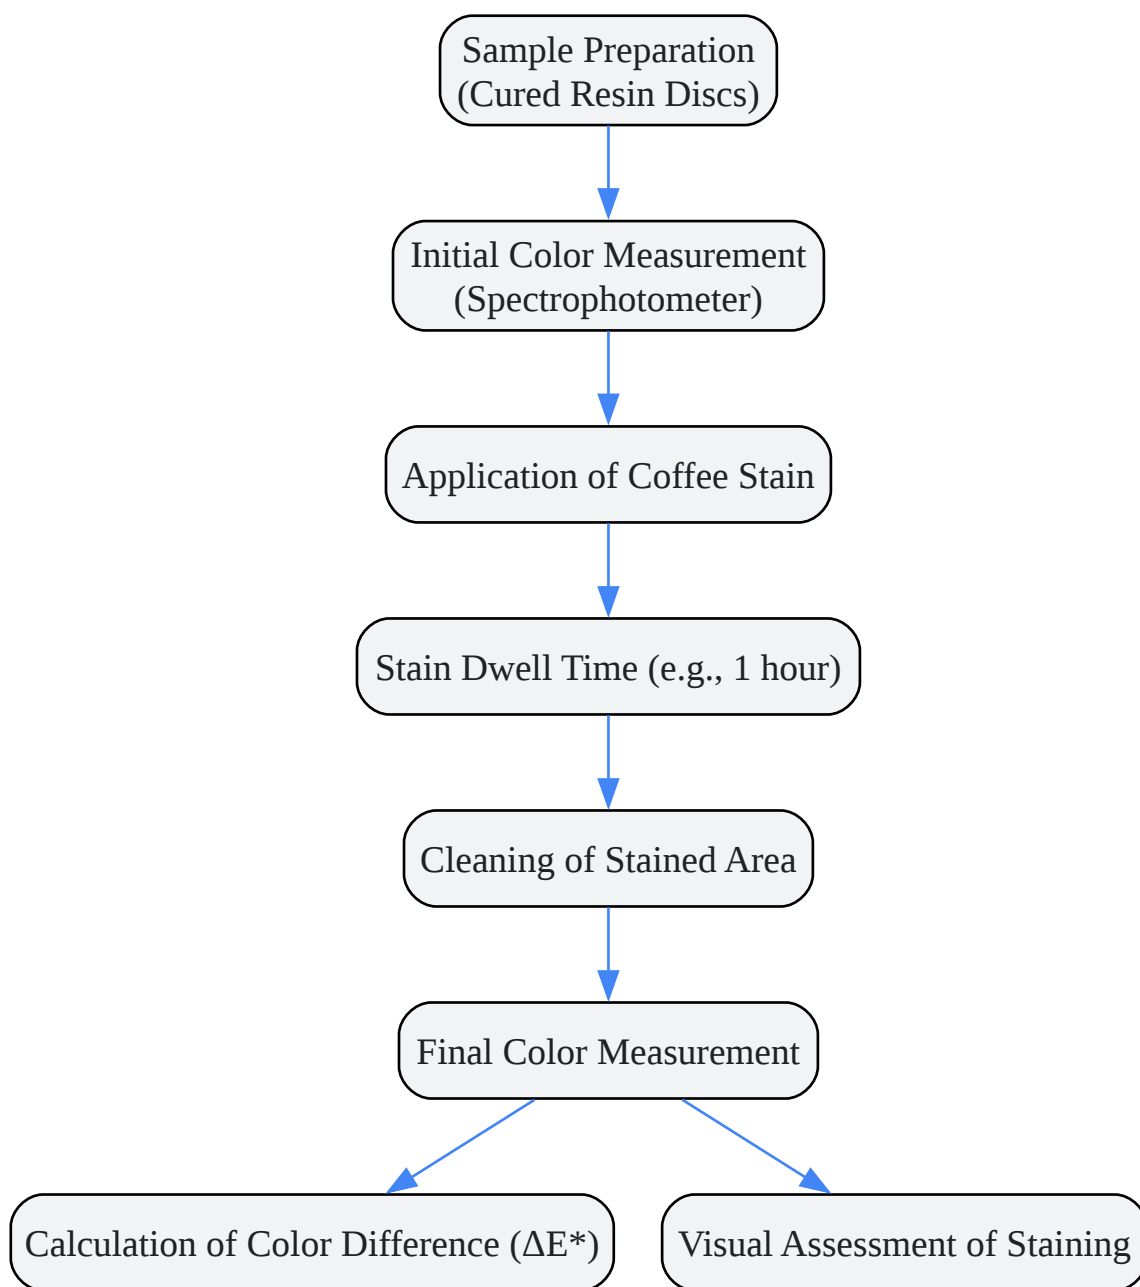 Sample Preparation
(Cured Resin Discs)
Initial Color Measurement
(Spectrophotometer)
Application of Coffee Stain
Stain Dwell Time (e.g., 1 hour)
Cleaning of Stained Area
Final Color Measurement
Calculation of Color Difference (ΔE*)
Visual Assessment of Staining